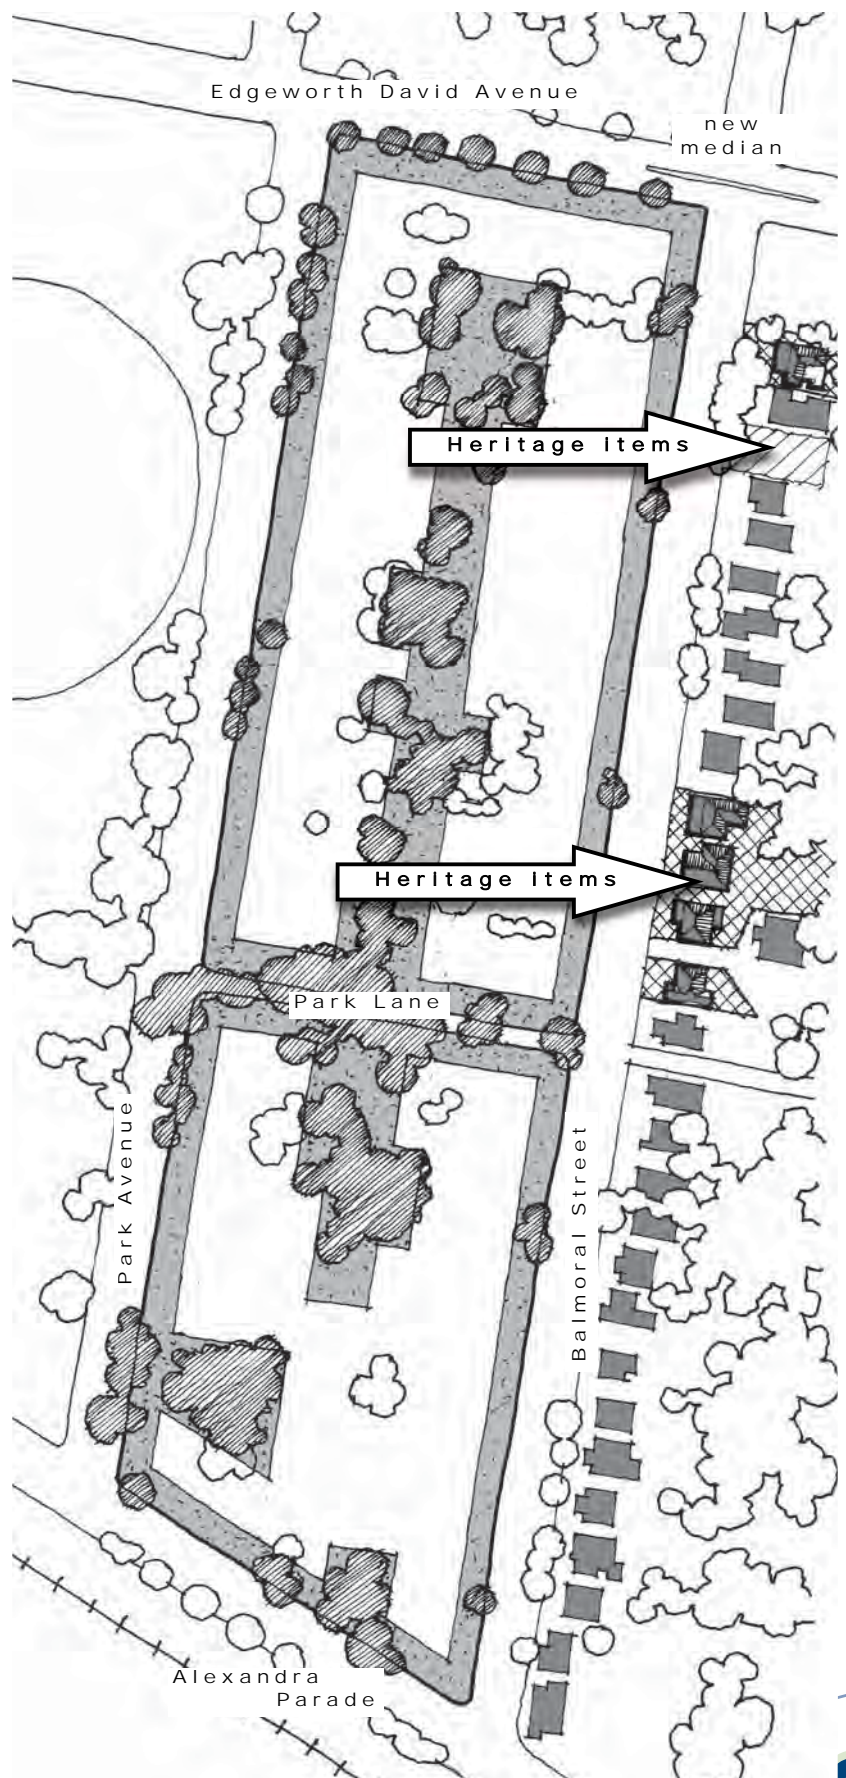 Edgeworth David Avenue
new
median
Heritage items
Heritage items
Park Lane
Park Avenue
Balmoral Street
Alexandra
Parade